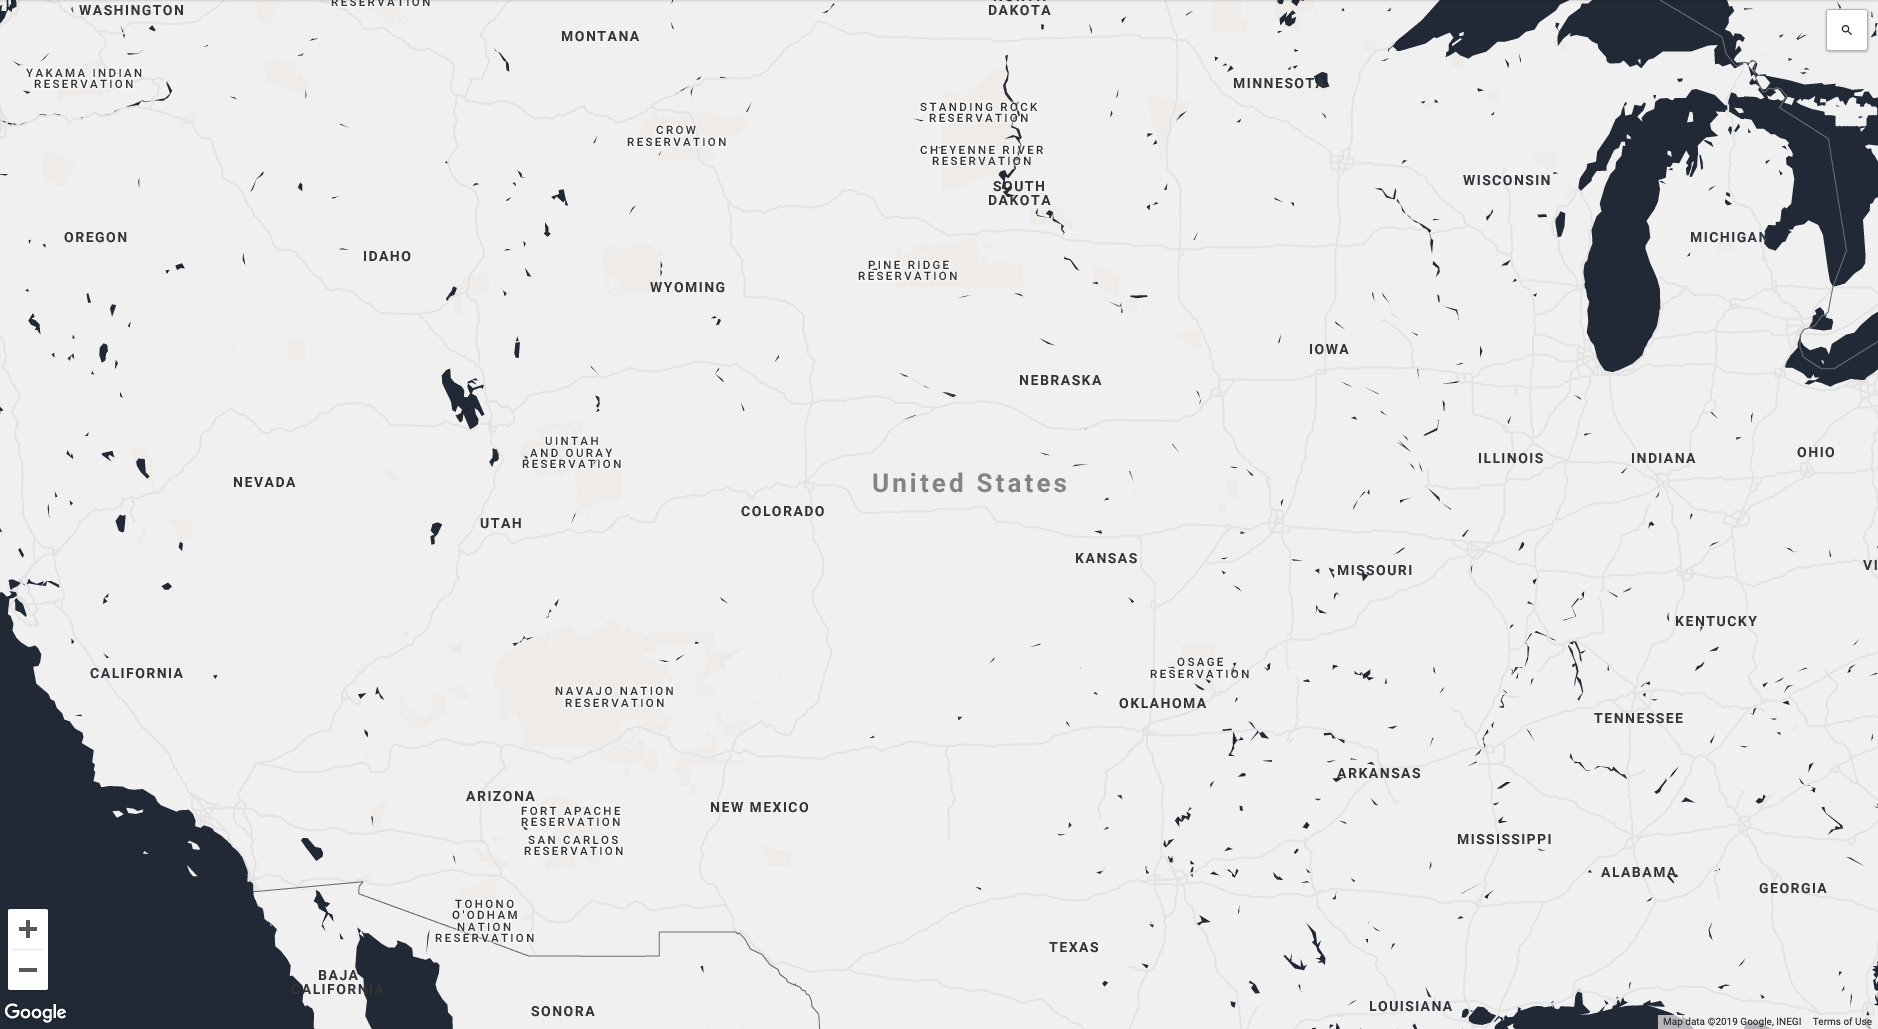 WASHINGTON
RESERVATION
DAKOTA
MONTANA
YAKAMA INDIAN
RESERVATION
MINNESOTA
STANDING ROCK
RESERVATION
CROW
RESERVATION
CHEYENNE RIVER
RESERVATION
SOUTH
DAKOTA
WISCONSIN
OREGON
MICHIGAN
IDAHO
PINE RIDGE
RESERVATION
WYOMING
IOWA
NEBRASKA
UINTAH
AND OURAY
RESERVATION
ILLINOIS
INDIANA
OHIO
NEVADA
United States
COLORADO
UTAH
KANSAS
MISSOURI
VI
KENTUCKY
CALIFORNIA
OSAGE
RESERVATION
NAVAJO NATION
RESERVATION
OKLAHOMA
TENNESSEE
ARKANSAS
ARIZONA
NEW MEXICO
FORT APACHE
RESERVATION
SAN CARLOS
RESERVATION
MISSISSIPPI
ALABAMA
GEORGIA
TOHONO
O'ODHAM
NATION
RESERVATION
TEXAS
BAJA
CALIFORNIA
LOUISIANA
SONORA
Google
Map data ©2019 Google, INEGI Terms of Use